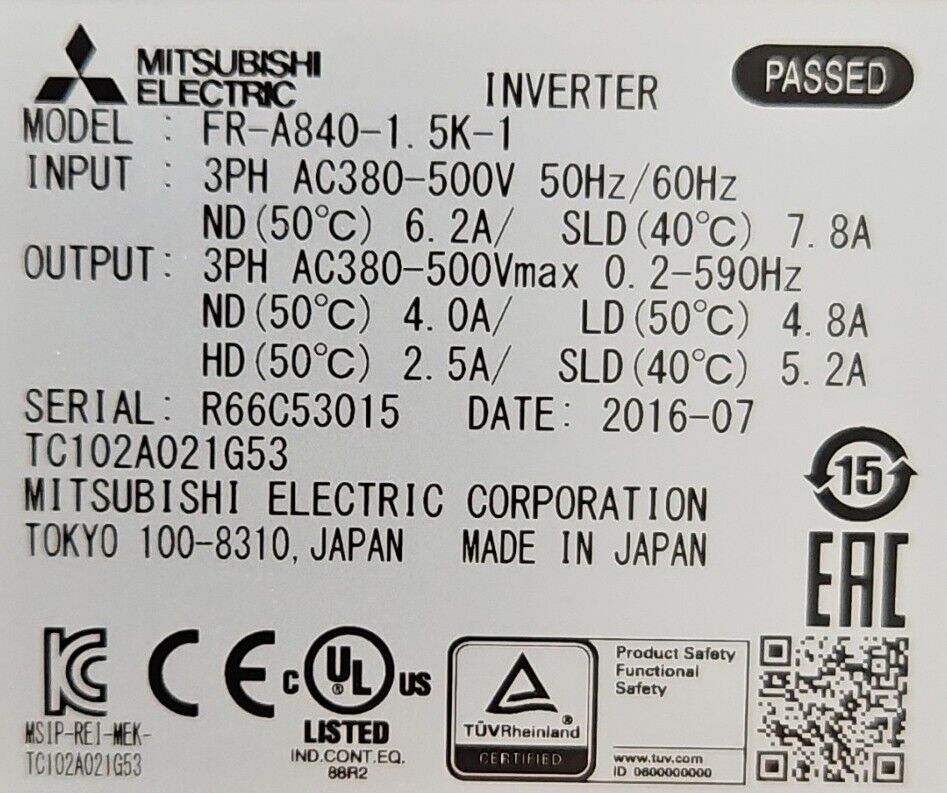 MITSUBISHI
ELECTRIC
INVERTER
PASSED
MODEL : FR-A840-1.5K-1
INPUT : 3PH AC380-500V 50Hz/60Hz
ND(50℃) 6.2A/ SLD(40℃) 7.8A
OUTPUT: 3PH AC380-500Vmax 0.2-590Hz
ND(50℃) 4.0A/ LD(50℃) 4.8A
HD(50℃) 2.5A/ SLD(40℃) 5.2A
SERIAL: R66C53015 DATE: 2016-07
TC102A021G53
MITSUBISHI ELECTRIC CORPORATION
TOKYO 100-8310, JAPAN MADE IN JAPAN
15
EAC
KC
CE
c UL ® US
LISTED
IND.CONT.EQ.
88R2
MSIP-REI-MEK-
TC102A021G53
TÜVRheinland®
CERTIFIED
Product Safety
Functional
Safety
www.tuv.com
ID 0600000000